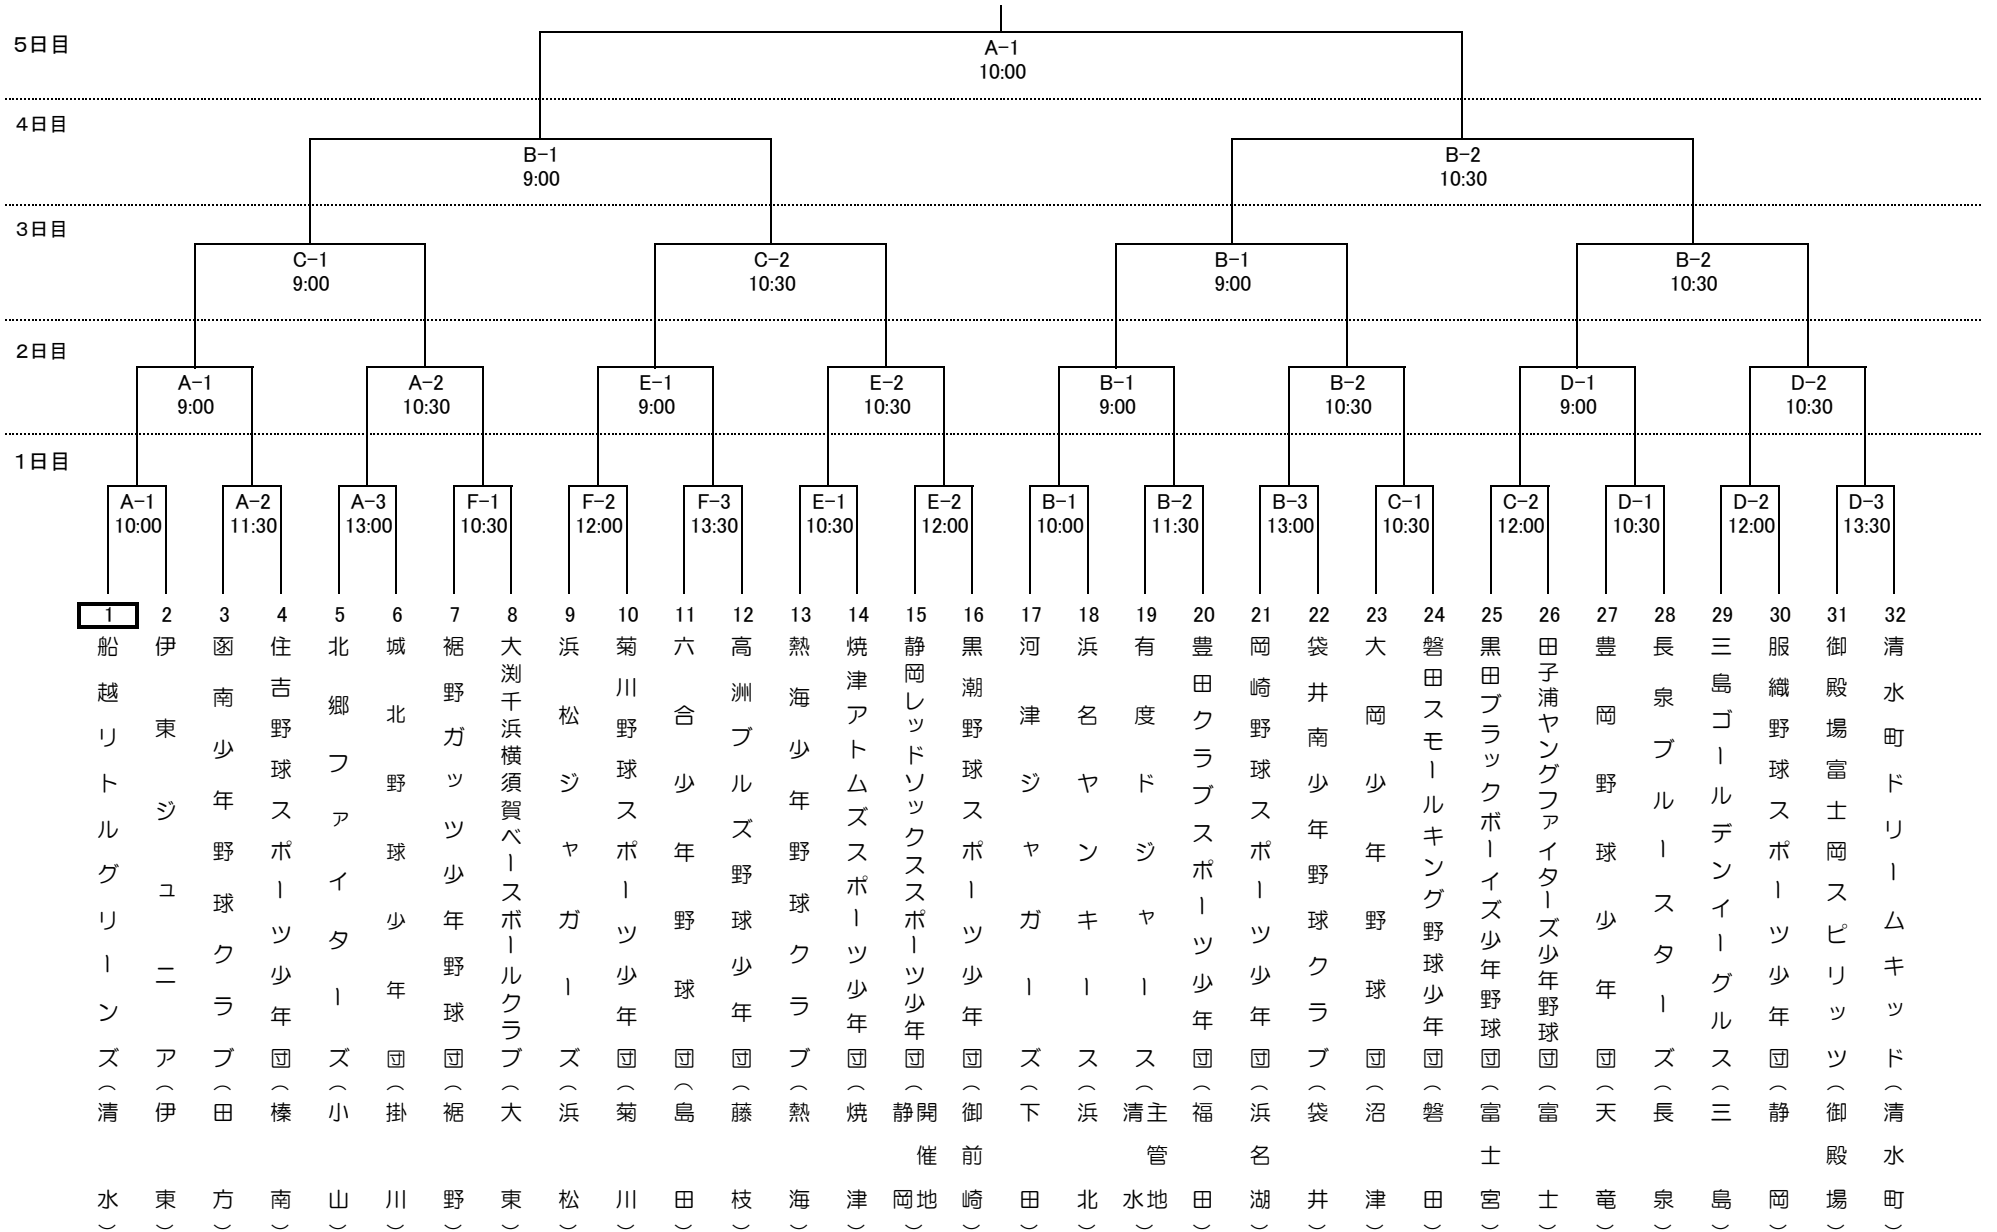 5日目
A-1
10:00
4日目
B-1
9:00
B-2
10:30
3日目
C-1
9:00
C-2
10:30
B-1
9:00
B-2
10:30
2日目
A-1
9:00
A-2
10:30
E-1
9:00
E-2
10:30
B-1
9:00
B-2
10:30
D-1
9:00
D-2
10:30
1日目
A-1
10:00
A-2
11:30
A-3
13:00
F-1
10:30
F-2
12:00
F-3
13:30
E-1
10:30
E-2
12:00
B-1
10:00
B-2
11:30
B-3
13:00
C-1
10:30
C-2
12:00
D-1
10:30
D-2
12:00
D-3
13:30
1
船越リトルグリーンズ(清水)
2
伊東ジュニア(伊東)
3
函南少年野球クラブ(田方)
4
住吉野球スポーツ少年団(榛南)
5
北郷ファイターズ(小山)
6
城北野球少年団(掛川)
7
裾野ガッツ少年野球団(裾野)
8
大渕千浜横須賀ベースボールクラブ(大東)
9
浜松ジャガーズ(浜松)
10
菊川野球スポーツ少年団(菊川)
11
六合少年野球団(島田)
12
高洲ブルズ野球少年団(藤枝)
13
熱海少年野球クラブ(熱海)
14
焼津アトムズスポーツ少年団(焼津)
15
静岡レッドソックススポーツ少年団(静岡)
開催地
16
黒潮野球スポーツ少年団(御前崎)
17
河津ジャガーズ(下田)
18
浜名ヤンキース(浜北)
19
有度ドジャース(清水)
主管地
20
豊田クラブスポーツ少年団(福田)
21
岡崎野球スポーツ少年団(浜名湖)
22
袋井南少年野球クラブ(袋井)
23
大岡少年野球団(沼津)
24
磐田スモールキング野球少年団(磐田)
25
黒田ブラックボーイズ少年野球団(富士宮)
26
田子浦ヤングファイターズ少年野球団(富士)
27
豊岡野球少年団(天竜)
28
長泉ブルースターズ(長泉)
29
三島ゴールデンイーグルス(三島)
30
服織野球スポーツ少年団(静岡)
31
御殿場富士岡スピリッツ(御殿場)
32
清水町ドリームキッド(清水町)